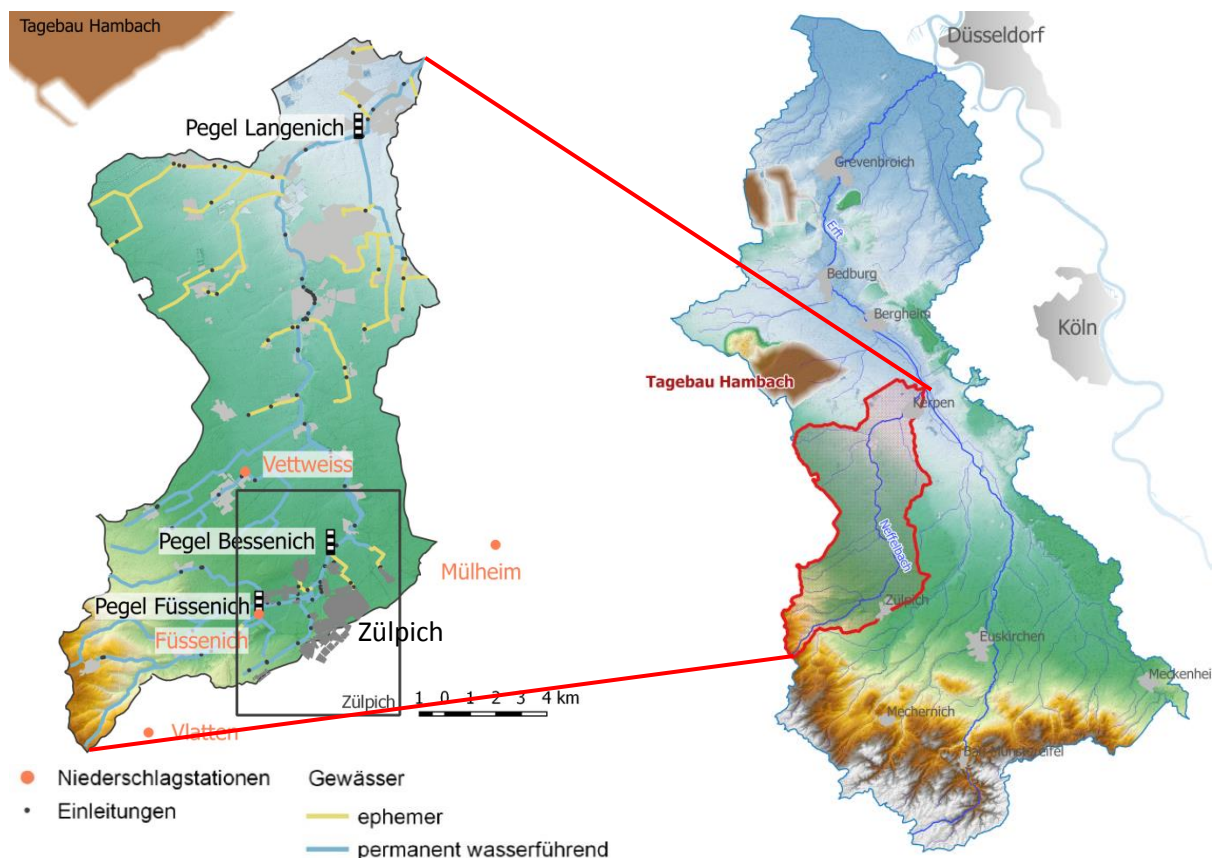 Tagebau Hambach
Pegel Langenich
Vettweiss
Pegel Bessenich
Mülheim
Pegel Füssenich
Füssenich
Zülpich
Zülpich
1 0 1 2 3 4 km
Vlatten
Niederschlagstationen
Einleitungen
Gewässer
ephemer
permanent wasserführend
Düsseldorf
Grevenbroich
Erft
Bedburg
Bergheim
Köln
Tagebau Hambach
Kerpen
Neffelbach
Zülpich
Euskirchen
Meckenhei
Mechernich
Bad Münstereifel